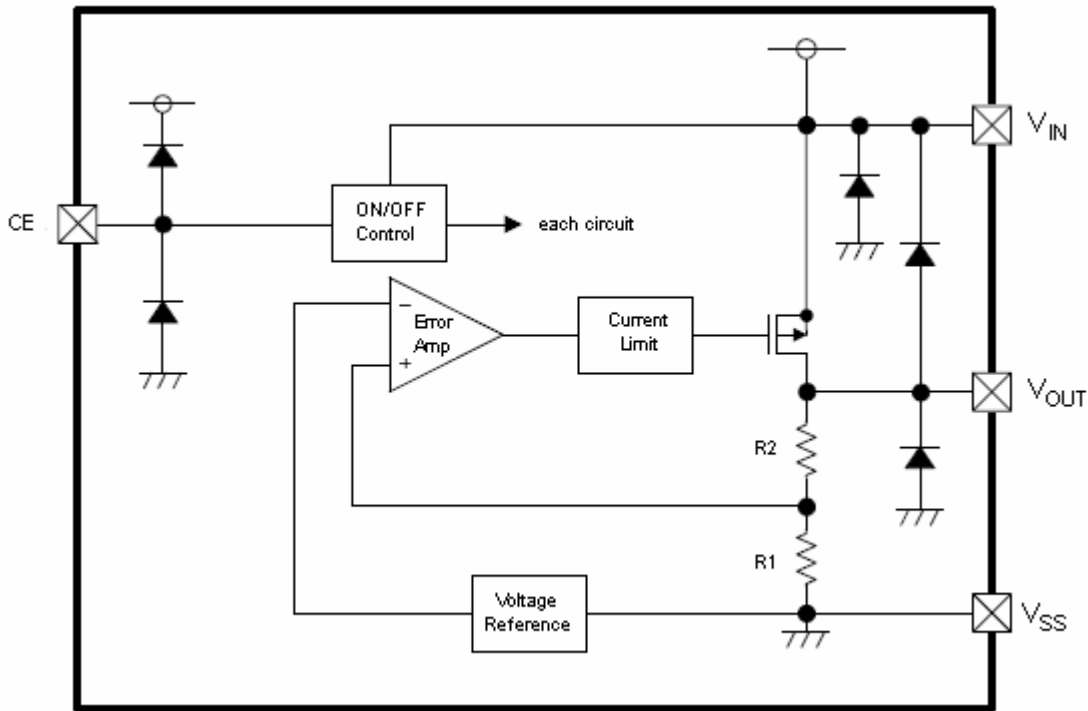 V_IN
CE
ON/OFF
Control
each circuit
−
Error
Amp
+
Current
Limit
V_OUT
R2
R1
Voltage
Reference
V_SS